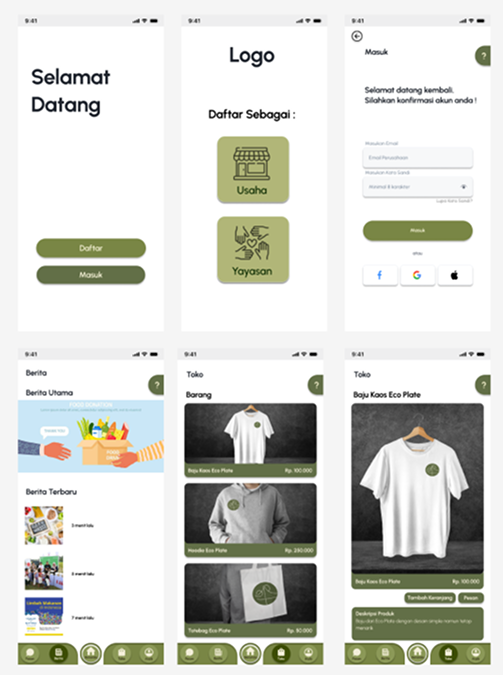 9:41
Selamat
Datang
Daftar
Masuk
9:41
Logo
Daftar Sebagai :
Usaha
Yayasan
9:41
Masuk
?
Selamat datang kembali.
Silahkan konfirmasi akun anda !
Masukan Email
Email Perusahaan
Masukan Kata Sandi
Minimal 8 karakter
Lupa Kata Sandi?
Masuk
atau
9:41
Berita
?
Berita Utama
FOOD DONATION
Berita Terbaru
5 menit lalu
6 menit lalu
7 menit lalu
Berita
9:41
Toko
?
Barang
Baju Kaos Eco Plate
Rp. 100.000
Hoodie Eco Plate
Rp. 250.000
Totebag Eco Plate
Rp. 50.000
9:41
Toko
?
Baju Kaos Eco Plate
Baju Kaos Eco Plate
Rp. 100.000
Tambah Keranjang
Pesan
Deskripsi Produk
Baju dari Eco Plate dengan desain simple namun tetap
menarik